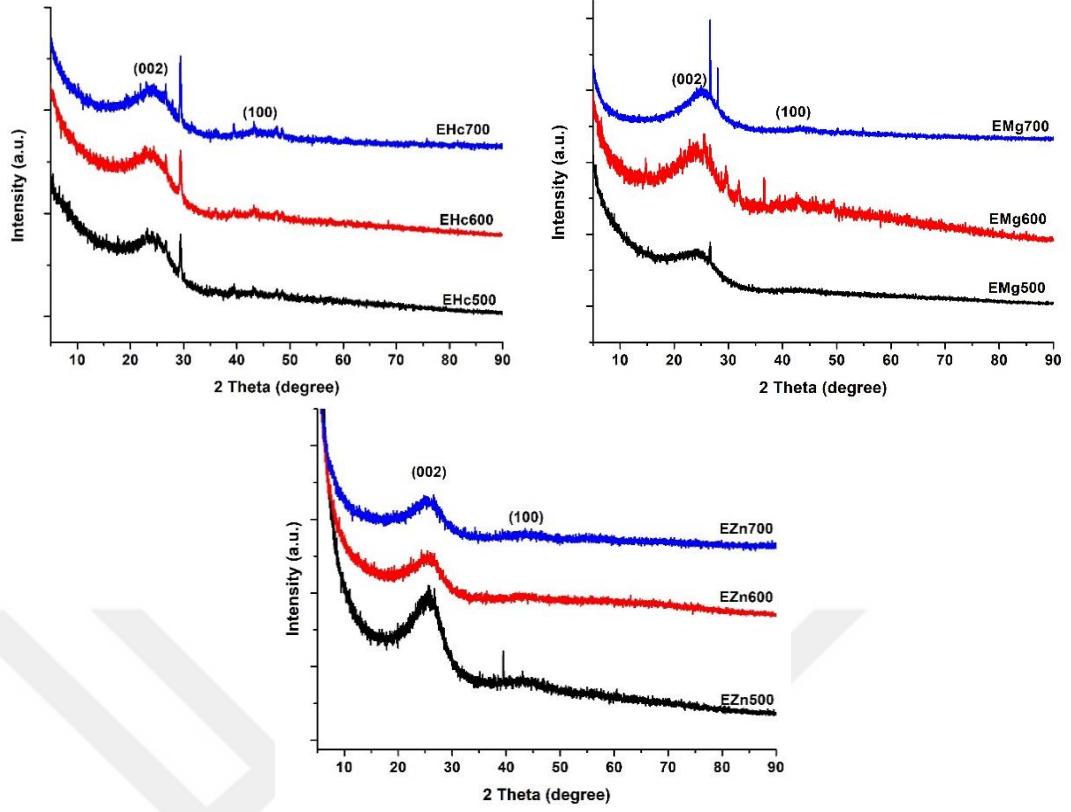 Intensity (a.u.)
(002)
(100)
EHc700
EHc600
EHc500
10 20 30 40 50 60 70 80 90
2 Theta (degree)
Intensity (a.u.)
(002)
(100)
EMg700
EMg600
EMg500
10 20 30 40 50 60 70 80 90
2 Theta (degree)
Intensity (a.u.)
(002)
(100)
EZn700
EZn600
EZn500
10 20 30 40 50 60 70 80 90
2 Theta (degree)